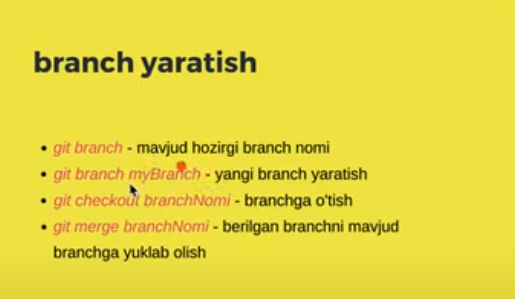 branch yaratish
• git branch - mavjud hozirgi branch nomi
• git branch myBranch - yangi branch yaratish
• git checkout branchNomi - branchga o'tish
• git merge branchNomi - berilgan branchni mavjud
branchga yuklab olish